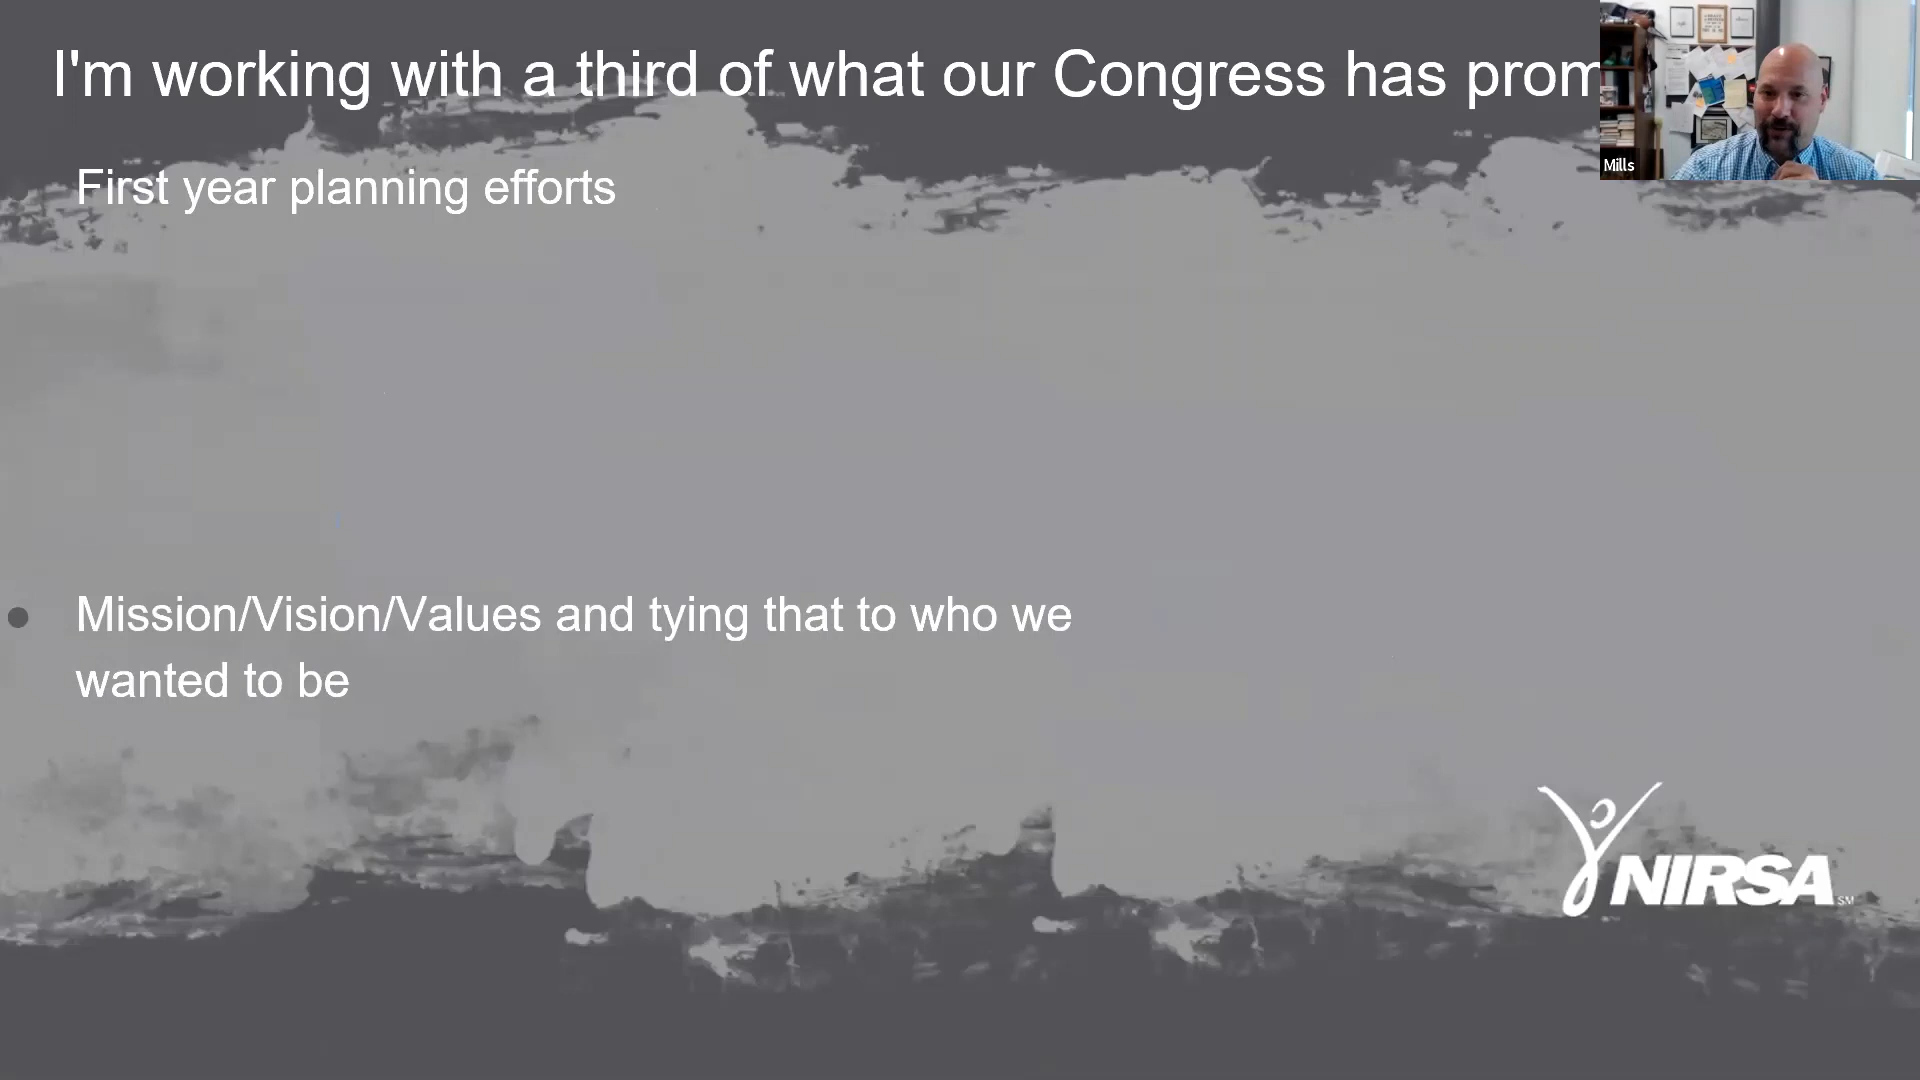 I'm working with a third of what our Congress has prom
Mills
First year planning efforts
Mission/Vision/Values and tying that to who we
wanted to be
NIRSA
SM